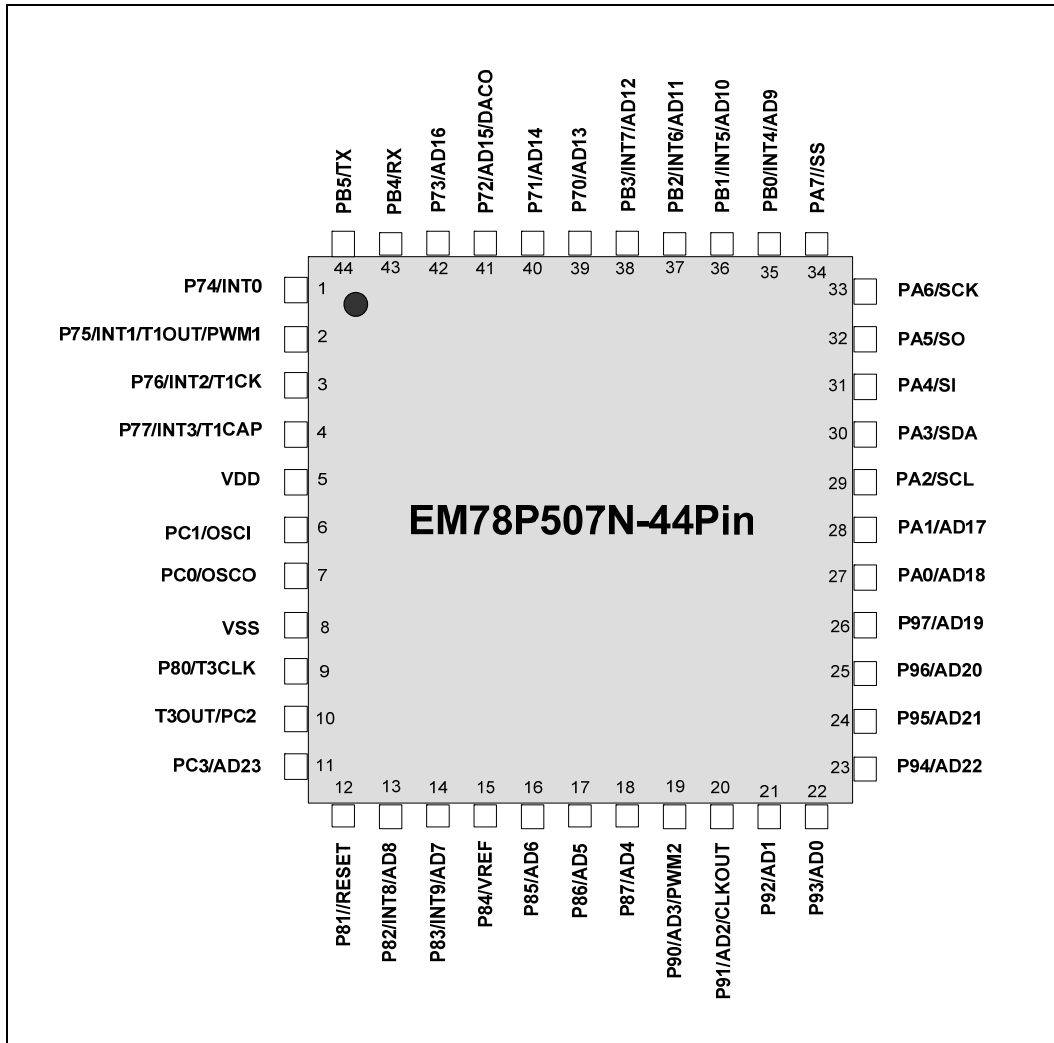 PB5/TX
PB4/RX
P73/AD16
P72/AD15/DACO
P71/AD14
P70/AD13
PB3/INT7/AD12
PB2/INT6/AD11
PB1/INT5/AD10
PB0/INT4/AD9
PA7//SS
44 43 42 41 40 39 38 37 36 35 34
P74/INT0 1
P75/INT1/T1OUT/PWM1 2
P76/INT2/T1CK 3
P77/INT3/T1CAP 4
VDD 5
PC1/OSCI 6
PC0/OSCO 7
VSS 8
P80/T3CLK 9
T3OUT/PC2 10
PC3/AD23 11
EM78P507N-44Pin
33 PA6/SCK
32 PA5/SO
31 PA4/SI
30 PA3/SDA
29 PA2/SCL
28 PA1/AD17
27 PA0/AD18
26 P97/AD19
25 P96/AD20
24 P95/AD21
23 P94/AD22
12 13 14 15 16 17 18 19 20 21 22
P81//RESET
P82/INT8/AD8
P83/INT9/AD7
P84/VREF
P85/AD6
P86/AD5
P87/AD4
P90/AD3/PWM2
P91/AD2/CLKOUT
P92/AD1
P93/AD0